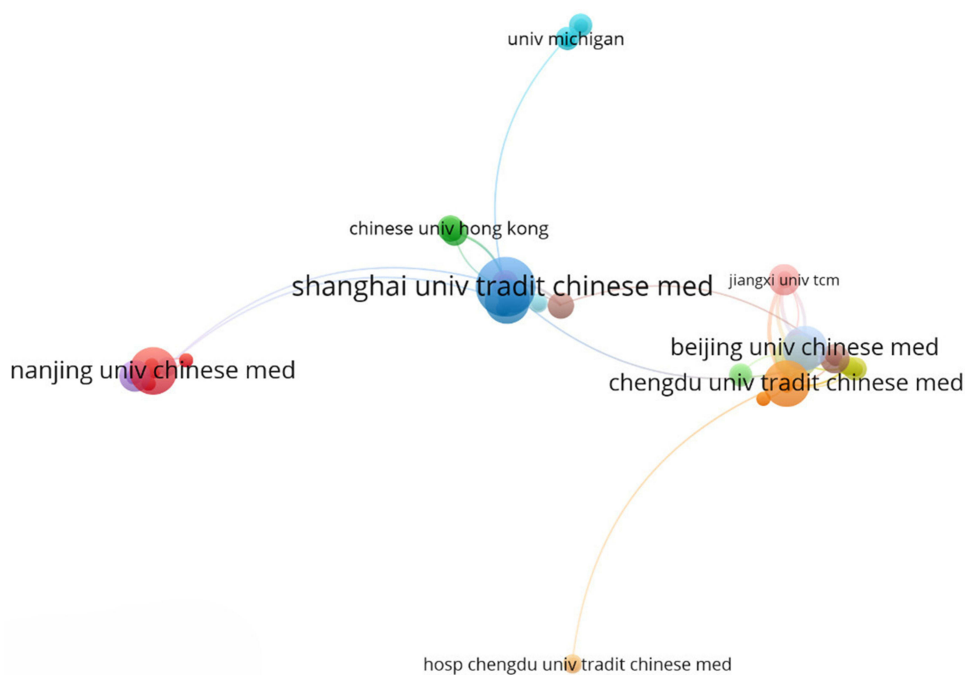 univ michigan
chinese univ hong kong
shanghai univ tradit chinese med
jiangxi univ tcm
beijing univ chinese med
nanjing univ chinese med
chengdu univ tradit chinese med
hosp chengdu univ tradit chinese med